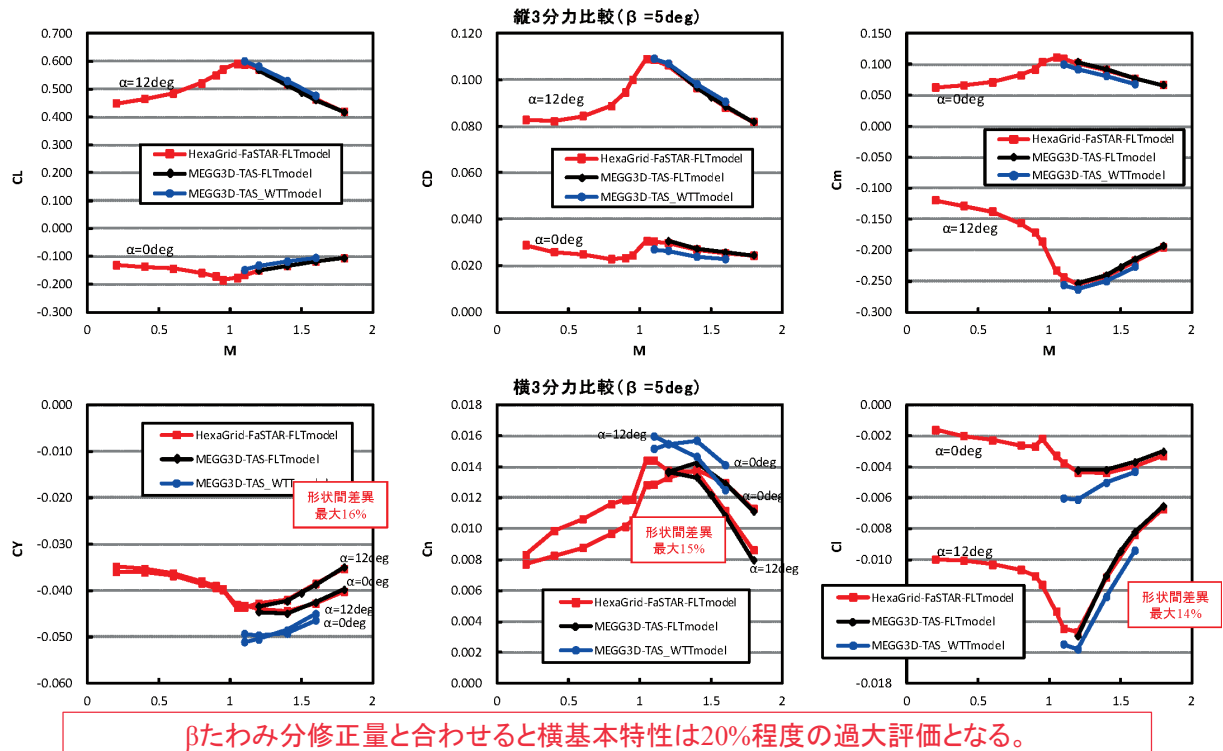 縦3分力比較(β =5deg)
CL
0.700
0.600
0.500
0.400
0.300
0.200
0.100
0.000
-0.100
-0.200
-0.300
α=12deg
HexaGrid-FaSTAR-FLTmodel
MEGG3D-TAS-FLTmodel
MEGG3D-TAS_WTTmodel
α=0deg
0 0.5 1 1.5 2
M
CD
0.120
0.100
0.080
0.060
0.040
0.020
0.000
α=12deg
HexaGrid-FaSTAR-FLTmodel
MEGG3D-TAS-FLTmodel
MEGG3D-TAS_WTTmodel
α=0deg
0 0.5 1 1.5 2
M
Cm
0.150
0.100
0.050
0.000
-0.050
-0.100
-0.150
-0.200
-0.250
-0.300
α=0deg
HexaGrid-FaSTAR-FLTmodel
MEGG3D-TAS-FLTmodel
MEGG3D-TAS_WTTmodel
α=12deg
0 0.5 1 1.5 2
M
横3分力比較(β =5deg)
CY
0.000
-0.010
-0.020
-0.030
-0.040
-0.050
-0.060
HexaGrid-FaSTAR-FLTmodel
MEGG3D-TAS-FLTmodel
MEGG3D-TAS_WTTmodel
形状間差異
最大16%
α=12deg
α=0deg
α=12deg
α=0deg
0 0.5 1 1.5 2
Cn
0.018
0.016
0.014
0.012
0.010
0.008
0.006
0.004
0.002
0.000
α=12deg
α=0deg
α=0deg
形状間差異
最大15%
α=12deg
HexaGrid-FaSTAR-FLTmodel
MEGG3D-TAS-FLTmodel
MEGG3D-TAS_WTTmodel
0 0.5 1 1.5 2
Cl
0.000
-0.002
-0.004
-0.006
-0.008
-0.010
-0.018
α=0deg
α=12deg
HexaGrid-FaSTAR-FLTmodel
MEGG3D-TAS-FLTmodel
MEGG3D-TAS_WTTmodel
形状間差異
最大14%
0 0.5 1 1.5 2
βたわみ分修正量と合わせると横基本特性は20%程度の過大評価となる。